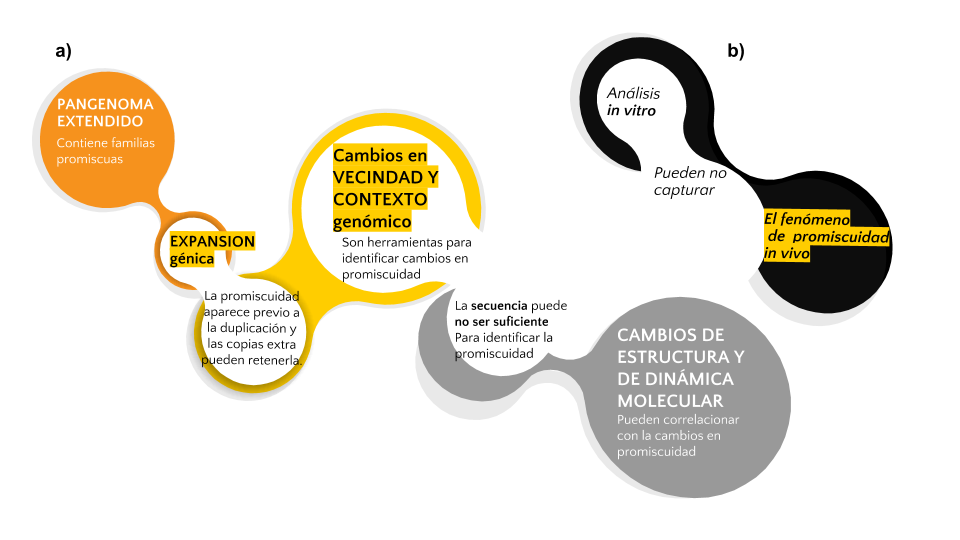 a)
PANGENOMA
EXTENDIDO
Contiene familias
promiscuas
EXPANSION
génica
La promiscuidad
aparece previo a
la duplicación y
las copias extra
pueden retenerla.
Cambios en
VECINDAD Y
CONTEXTO
genómico
Son herramientas para
identificar cambios en
promiscuidad
La secuencia puede
no ser suficiente
Para identificar la
promiscuidad
CAMBIOS DE
ESTRUCTURA Y
DE DINÁMICA
MOLECULAR
Pueden correlacionar
con la cambios en
promiscuidad
b)
Análisis
in vitro
Pueden no
capturar
El fenómeno
de promiscuidad
in vivo